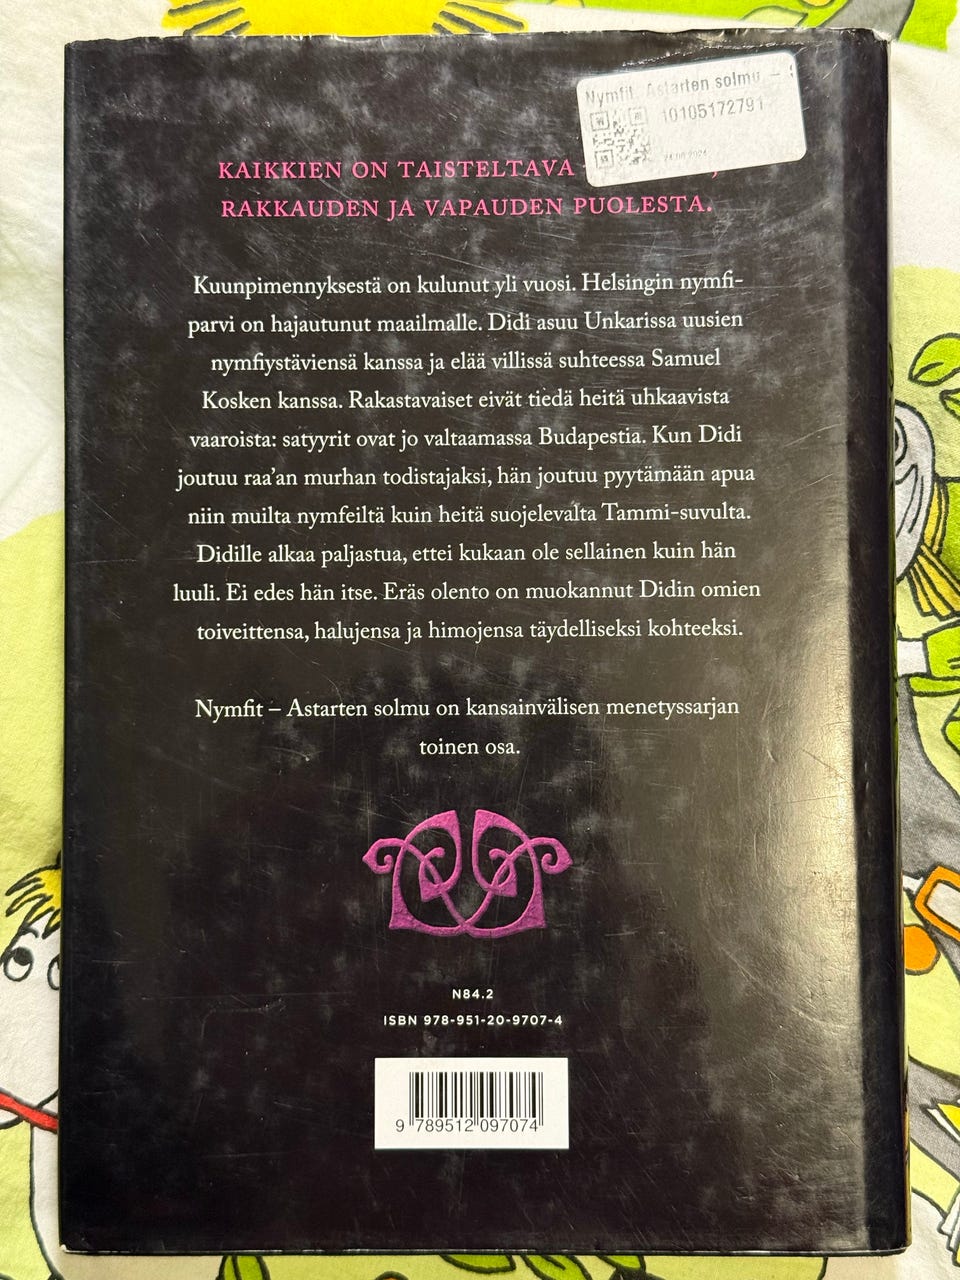 Nymfit. Astarten solmu –
10105172791
KAIKKIEN ON TAISTELTAVA
RAKKAUDEN JA VAPAUDEN PUOLESTA.
Kuunpimennyksestä on kulunut yli vuosi. Helsingin nymfi-
parvi on hajautunut maailmalle. Didi asuu Unkarissa uusien
nymfiystäviensä kanssa ja elää villissä suhteessa Samuel
Kosken kanssa. Rakastavaiset eivät tiedä heitä uhkaavista
vaaroista: satyyrit ovat jo valtaamassa Budapestia. Kun Didi
joutuu raa'an murhan todistajaksi, hän joutuu pyytämään apua
niin muilta nymfeiltä kuin heitä suojelevalta Tammi-suvulta.
Didille alkaa paljastua, ettei kukaan ole sellainen kuin hän
luuli. Ei edes hän itse. Eräs olento on muokannut Didin omien
toiveittensa, halujensa ja himojensa täydelliseksi kohteeksi.
Nymfit – Astarten solmu on kansainvälisen menetyssarjan
toinen osa.
N84.2
ISBN 978-951-20-9707-4
9 789512 097074